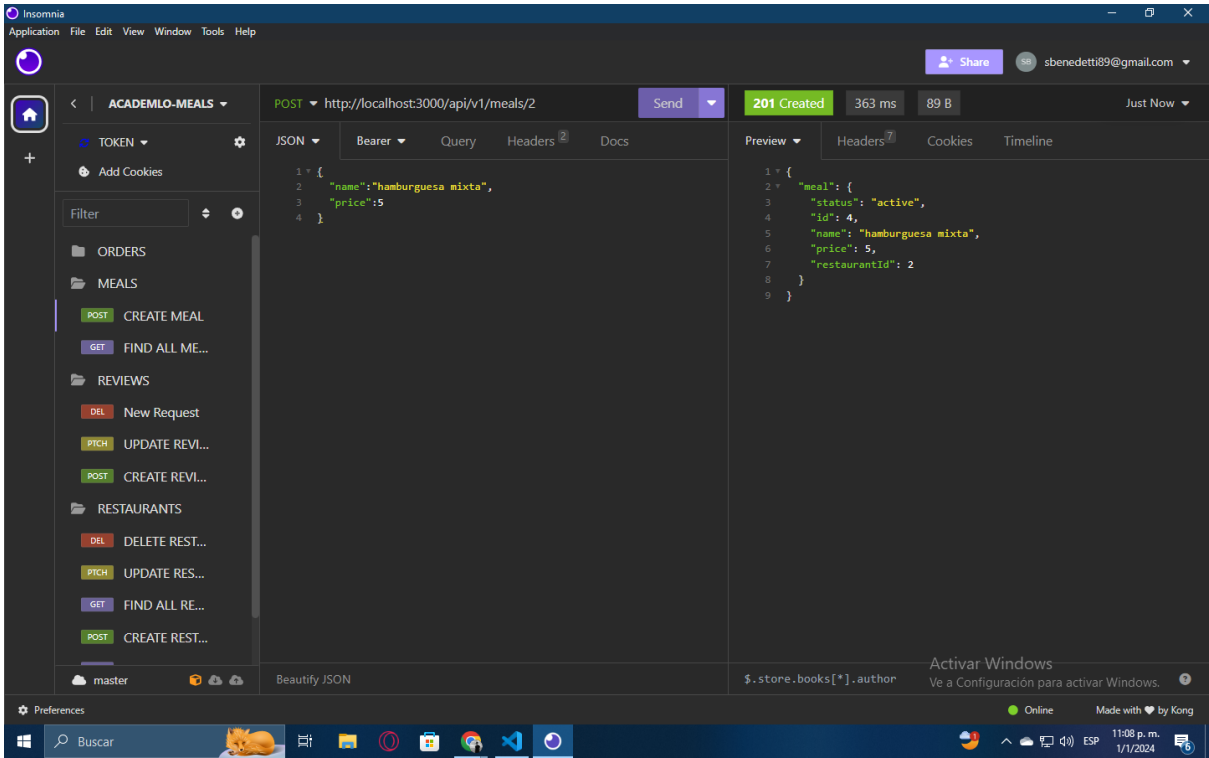 Insomnia
Application File Edit View Window Tools Help
Share SB sbenedetti89@gmail.com
ACADEMLO-MEALS
TOKEN
Add Cookies
Filter
ORDERS
MEALS
POST CREATE MEAL
GET FIND ALL ME...
REVIEWS
DEL New Request
PTCH UPDATE REVI...
POST CREATE REVI...
RESTAURANTS
DEL DELETE REST...
PTCH UPDATE RES...
GET FIND ALL RE...
POST CREATE REST...
master
POST http://localhost:3000/api/v1/meals/2 Send
JSON Bearer Query Headers 2 Docs
1 {
2 "name":"hamburguesa mixta",
3 "price":5
4 }
Beautify JSON
201 Created 363 ms 89 B Just Now
Preview Headers 7 Cookies Timeline
1 {
2 "meal": {
3 "status": "active",
4 "id": 4,
5 "name": "hamburguesa mixta",
6 "price": 5,
7 "restaurantId": 2
8 }
9 }
Activar Windows
Ve a Configuración para activar Windows.
$.store.books[*].author
Preferences Online Made with ♥ by Kong
Buscar
1
ESP
11:08 p. m.
1/1/2024
6